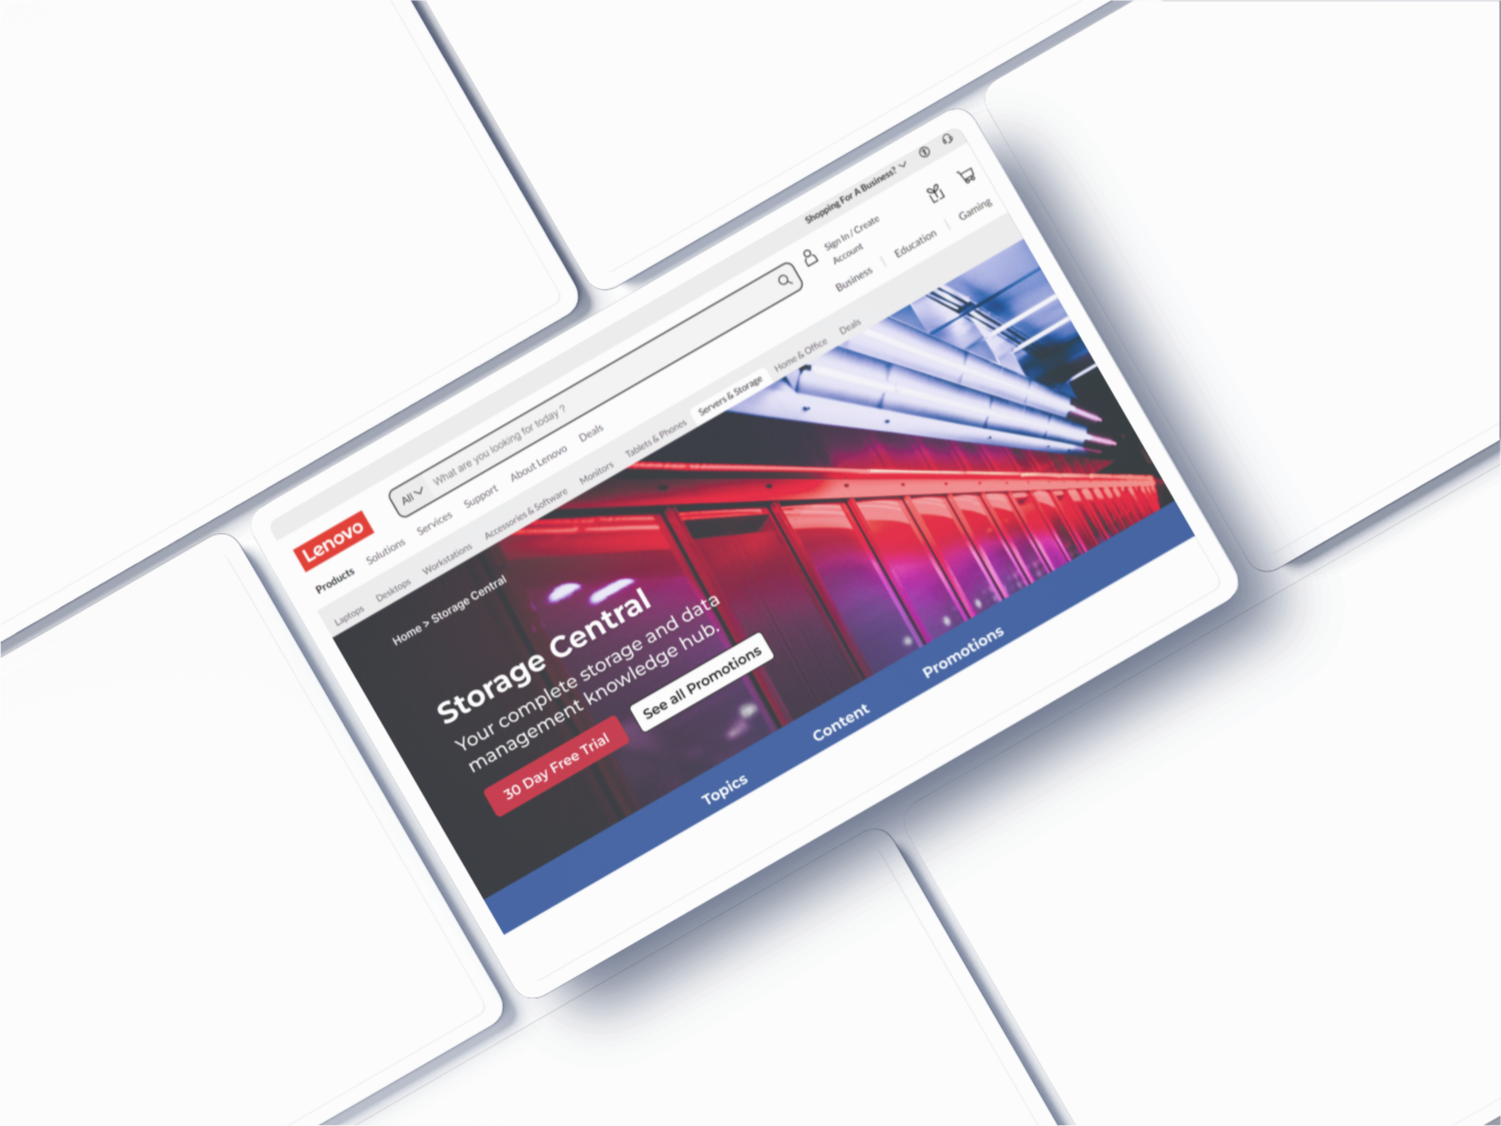 Shopping For A Business?
Lenovo
All
What are you looking for today ?
Sign In / Create
Account
Products
Solutions
Services
Support
About Lenovo
Deals
Business
Education
Gaming
Laptops
Desktops
Workstations
Accessories & Software
Monitors
Tablets & Phones
Servers & Storage
Home & Office
Deals
Home > Storage Central
Storage Central
Your complete storage and data
management knowledge hub.
30 Day Free Trial
See all Promotions
Topics
Content
Promotions